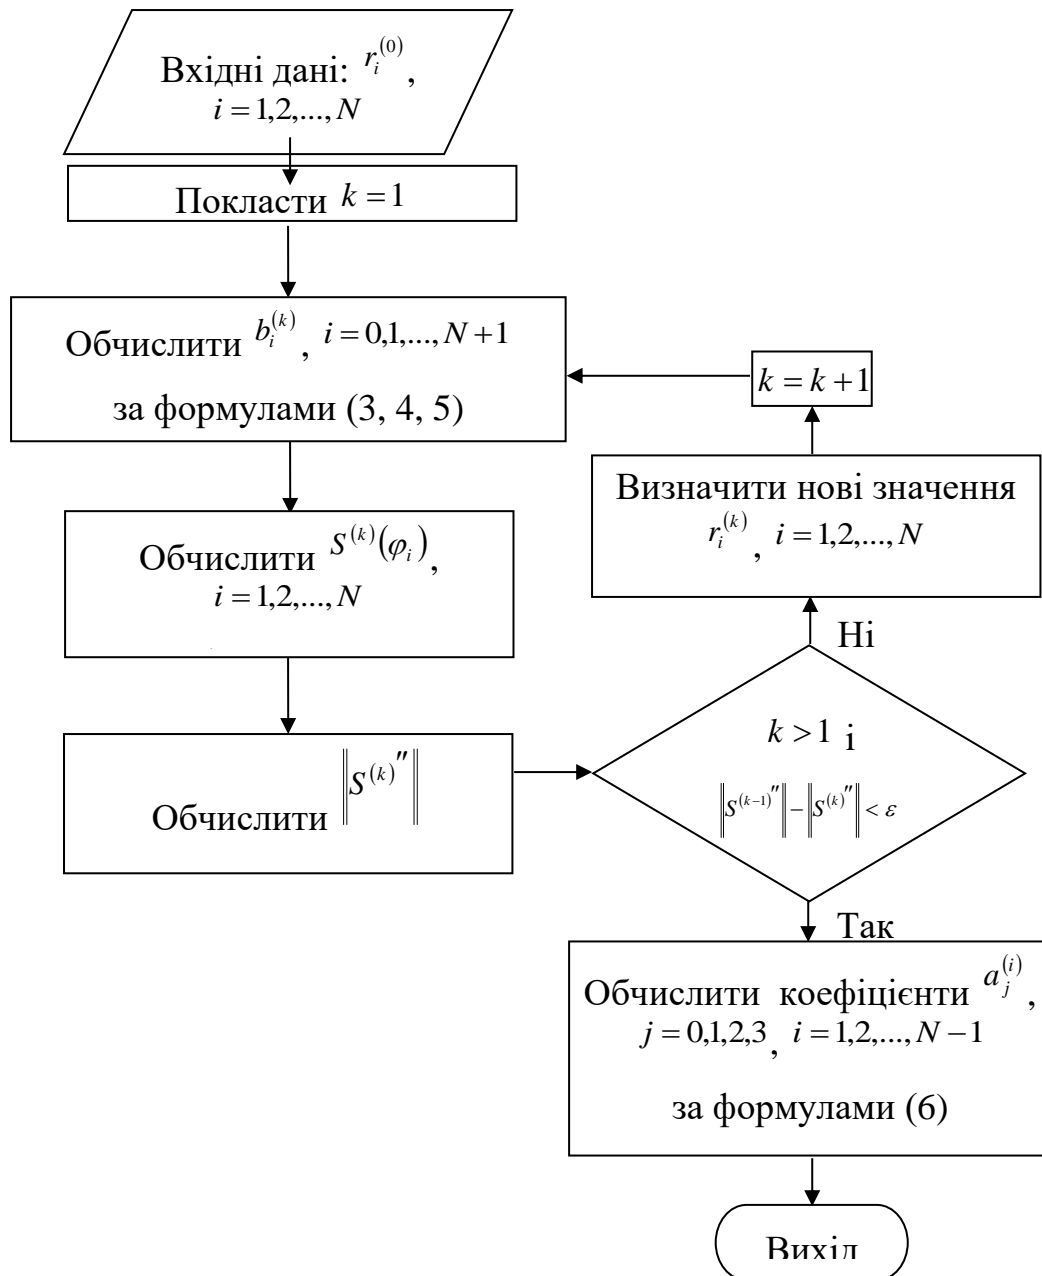 Вхідні дані: r_i^{(0)},
i = 1,2,..., N
Покласти k = 1
Обчислити b_i^{(k)}, i = 0,1,..., N + 1
за формулами (3, 4, 5)
Обчислити S^{(k)}(φ_i),
i = 1,2,..., N
Обчислити ‖S^{(k)}″‖
k > 1 і
‖S^{(k−1)}″‖ − ‖S^{(k)}″‖ < ε
Ні
Визначити нові значення
r_i^{(k)}, i = 1,2,..., N
k = k + 1
Так
Обчислити коефіцієнти a_j^{(i)},
j = 0,1,2,3, i = 1,2,..., N − 1
за формулами (6)
Вихід